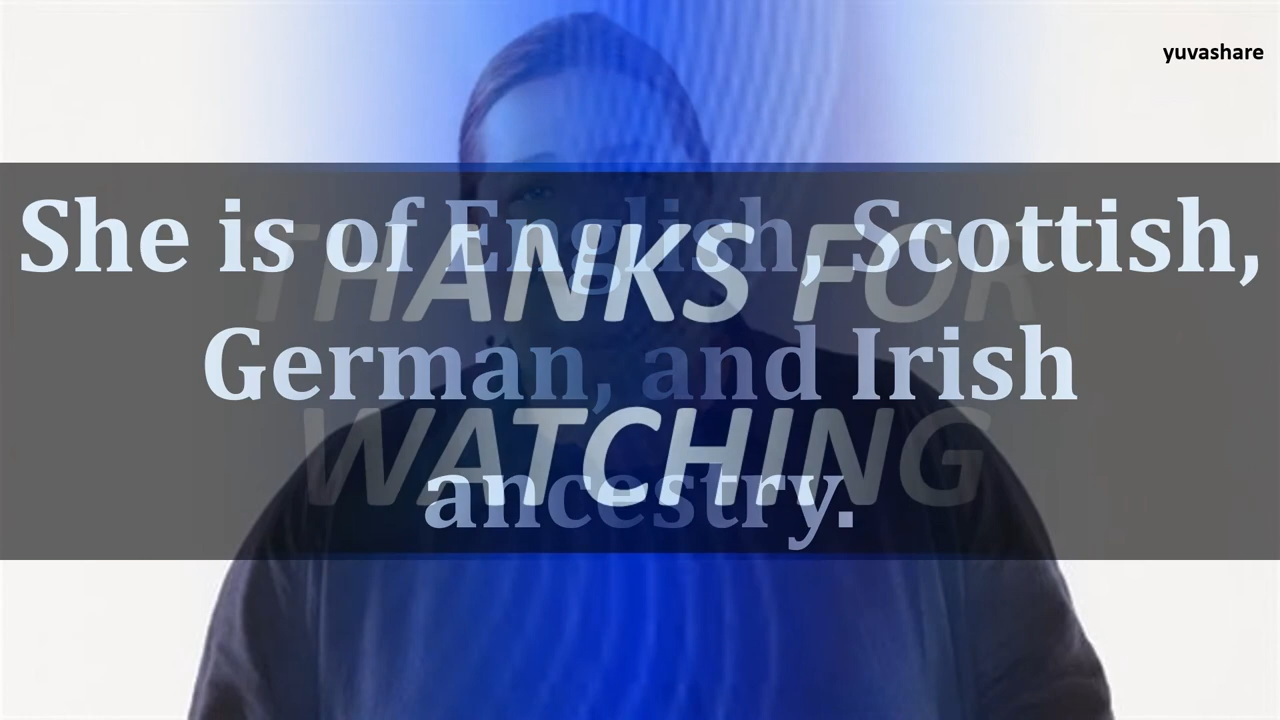 yuvashare
She is of English, Scottish,
THANKS FOR
German, and Irish
WATCHING
ancestry.